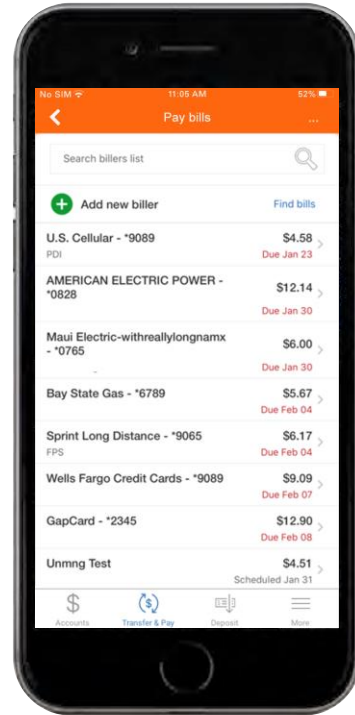 No SIM 11:05 AM 52%
Pay bills ...
Search billers list
Add new biller Find bills
U.S. Cellular - *9089 $4.58
PDI Due Jan 23
AMERICAN ELECTRIC POWER -
*0828 $12.14
Due Jan 30
Maui Electric-withreallylongnamx
- *0765 $6.00
Due Jan 30
Bay State Gas - *6789 $5.67
Due Feb 04
Sprint Long Distance - *9065 $6.17
FPS Due Feb 04
Wells Fargo Credit Cards - *9089 $9.09
Due Feb 07
GapCard - *2345 $12.90
Due Feb 08
Unmng Test $4.51
Scheduled Jan 31
Accounts Transfer & Pay Deposit More